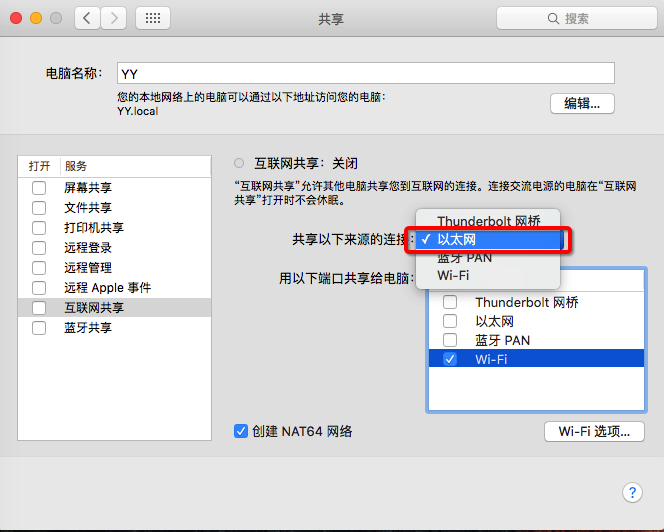 共享
搜索
电脑名称：
YY
您的本地网络上的电脑可以通过以下地址访问您的电脑：
YY.local
编辑...
打开 服务
屏幕共享
文件共享
打印机共享
远程登录
远程管理
远程 Apple 事件
互联网共享
蓝牙共享
互联网共享：关闭
“互联网共享”允许其他电脑共享您到互联网的连接。连接交流电源的电脑在“互联网
共享”打开时不会休眠。
共享以下来源的连接：
Thunderbolt 网桥
以太网
蓝牙 PAN
Wi-Fi
用以下端口共享给电脑：
Thunderbolt 网桥
以太网
蓝牙 PAN
Wi-Fi
创建 NAT64 网络
Wi-Fi 选项...
?